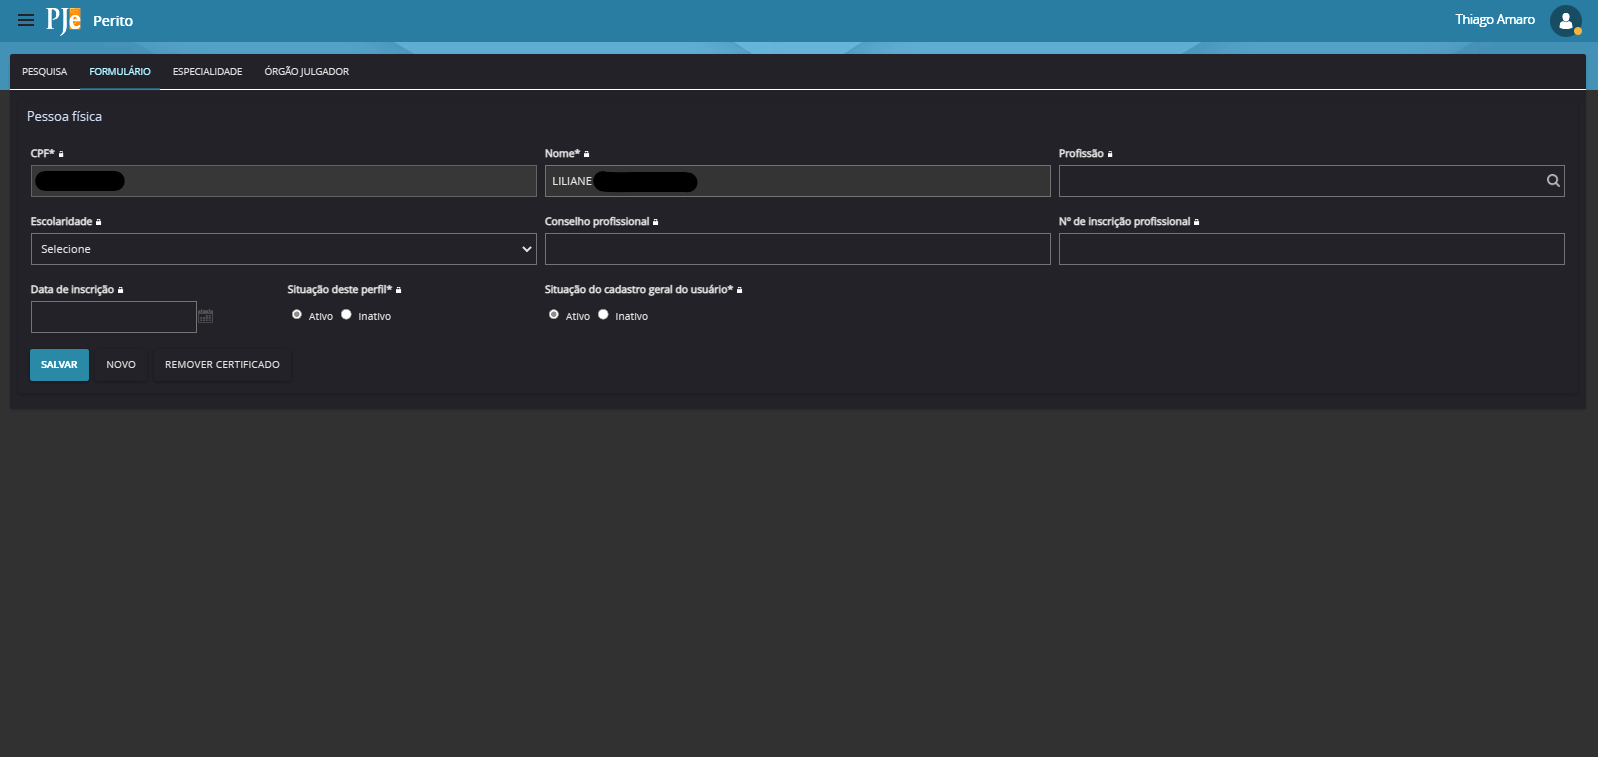 PJe Perito
Thiago Amaro
PESQUISA FORMULÁRIO ESPECIALIDADE ÓRGÃO JULGADOR
Pessoa física
CPF* Nome* Profissão
LILIANE
Escolaridade Conselho profissional Nº de inscrição profissional
Selecione
Data de inscrição Situação deste perfil* Situação do cadastro geral do usuário*
Ativo Inativo Ativo Inativo
SALVAR NOVO REMOVER CERTIFICADO